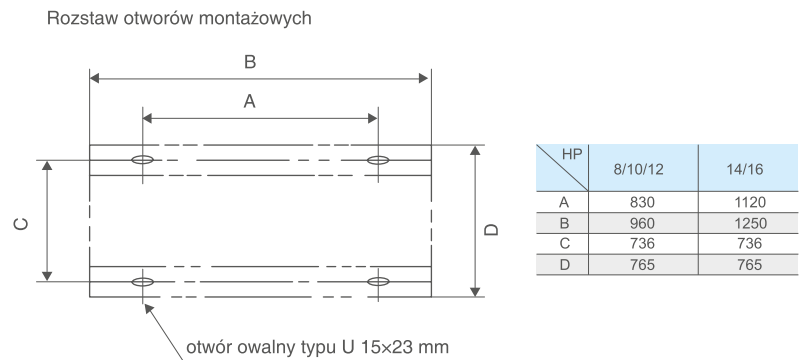 Rozstaw otworów montażowych
B
A
C
D
otwór owalny typu U 15×23 mm
HP 8/10/12 14/16
A 830 1120
B 960 1250
C 736 736
D 765 765